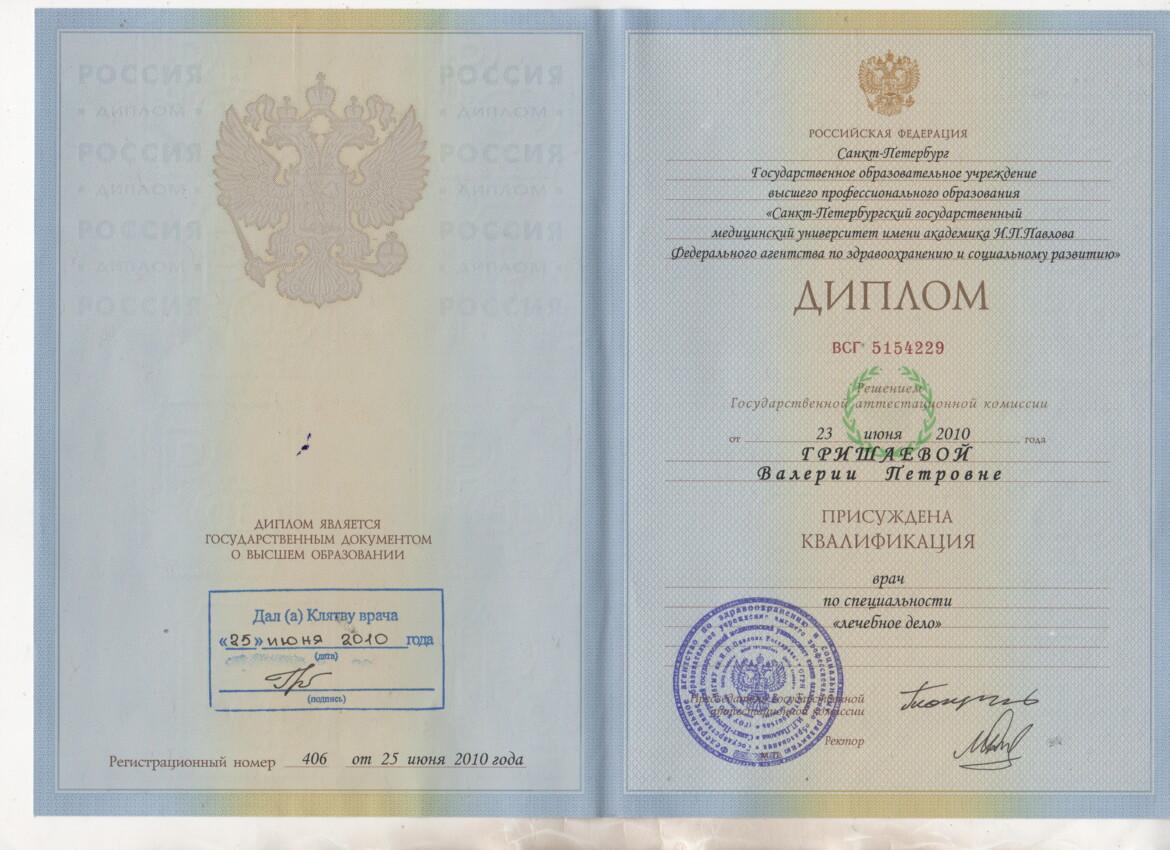 РОССИЯ РОССИЯ
• ДИПЛОМ • • ДИПЛОМ •
РОССИЯ РОССИЯ
• ДИПЛОМ • • ДИПЛОМ •
РОССИЯ РОССИЯ
• ДИПЛОМ • • ДИПЛОМ •
РОССИЯ РОССИЯ
ДИПЛОМ ЯВЛЯЕТСЯ
ГОСУДАРСТВЕННЫМ ДОКУМЕНТОМ
О ВЫСШЕМ ОБРАЗОВАНИИ
Дал (а) Клятву врача
«25» июня 2010 года
(дата)
(подпись)
Регистрационный номер 406 от 25 июня 2010 года
РОССИЙСКАЯ ФЕДЕРАЦИЯ
Санкт-Петербург
Государственное образовательное учреждение
высшего профессионального образования
«Санкт-Петербургский государственный
медицинский университет имени академика И.П.Павлова
Федерального агентства по здравоохранению и социальному развитию»
ДИПЛОМ
ВСГ 5154229
Решением
Государственной аттестационной комиссии
от 23 июня 2010 года
ГРИШАЕВОЙ
Валерии Петровне
ПРИСУЖДЕНА
КВАЛИФИКАЦИЯ
врач
по специальности
«лечебное дело»
Председатель Государственной
аттестационной комиссии
Ректор
М.П.